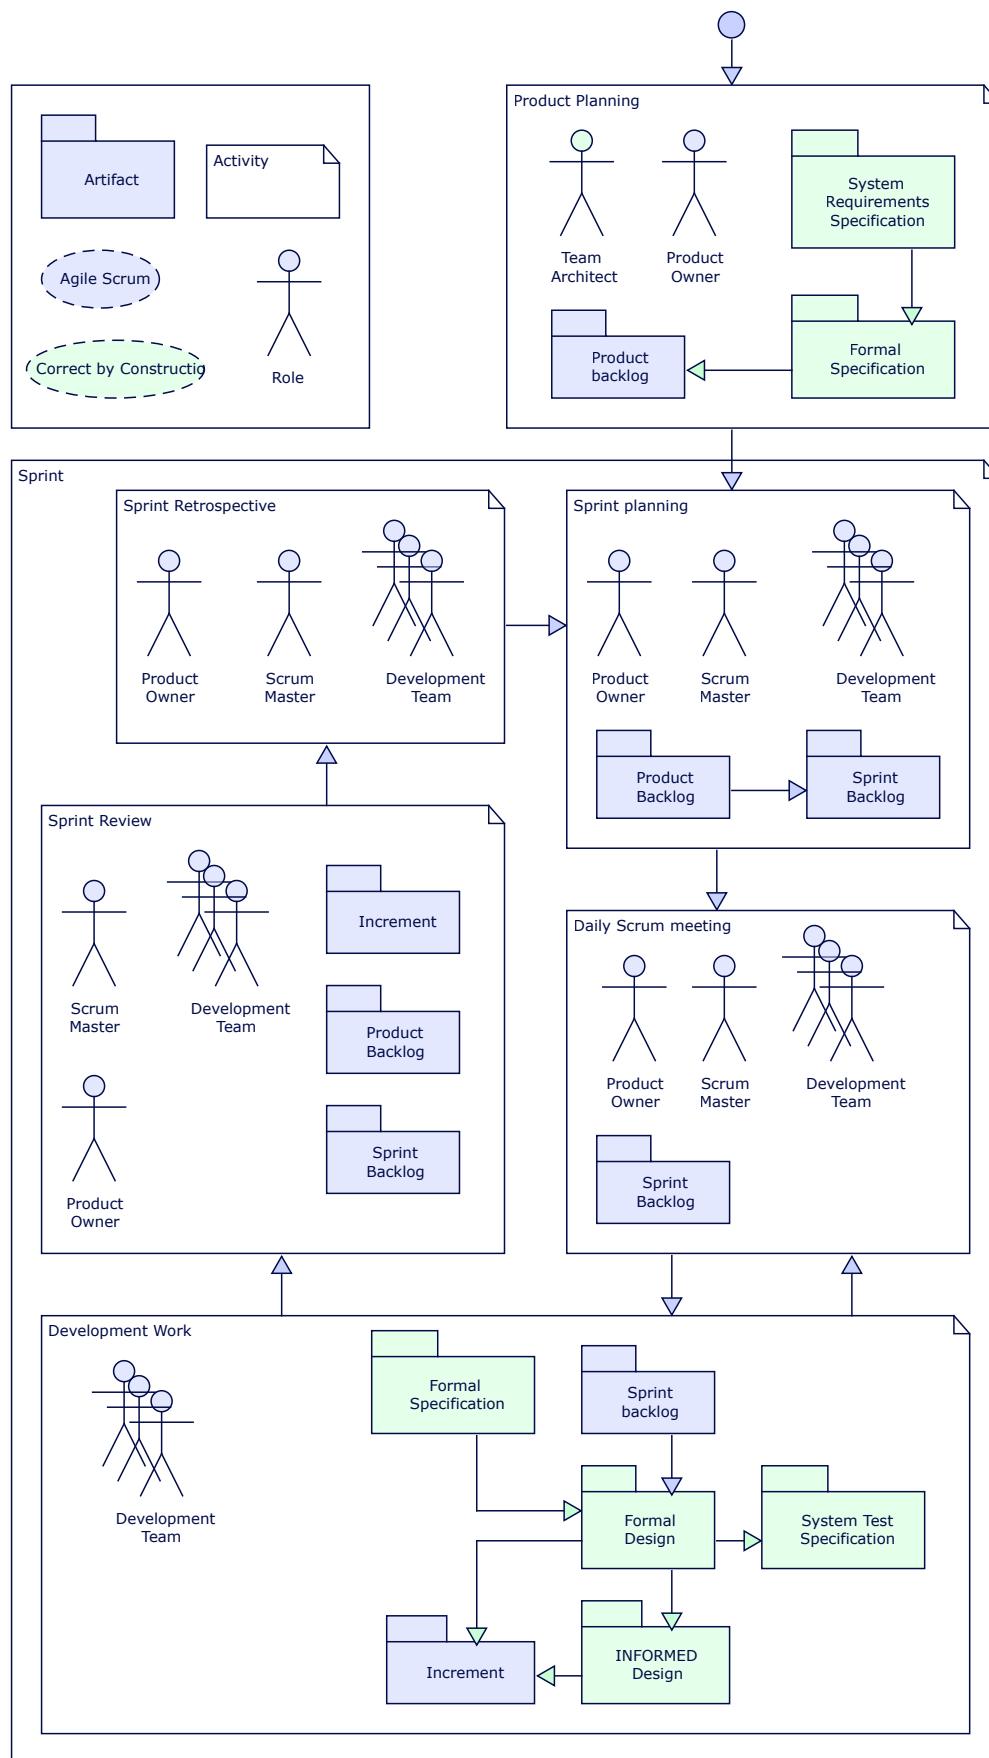 Product Planning
Artifact
Activity
Agile Scrum
Correct by Constructio
Role
Team
Architect
Product
Owner
System
Requirements
Specification
Product
backlog
Formal
Specification
Sprint
Sprint Retrospective
Product
Owner
Scrum
Master
Development
Team
Sprint planning
Product
Owner
Scrum
Master
Development
Team
Product
Backlog
Sprint
Backlog
Sprint Review
Scrum
Master
Development
Team
Product
Owner
Increment
Product
Backlog
Sprint
Backlog
Daily Scrum meeting
Product
Owner
Scrum
Master
Development
Team
Sprint
Backlog
Development Work
Development
Team
Formal
Specification
Sprint
backlog
Formal
Design
System Test
Specification
Increment
INFORMED
Design